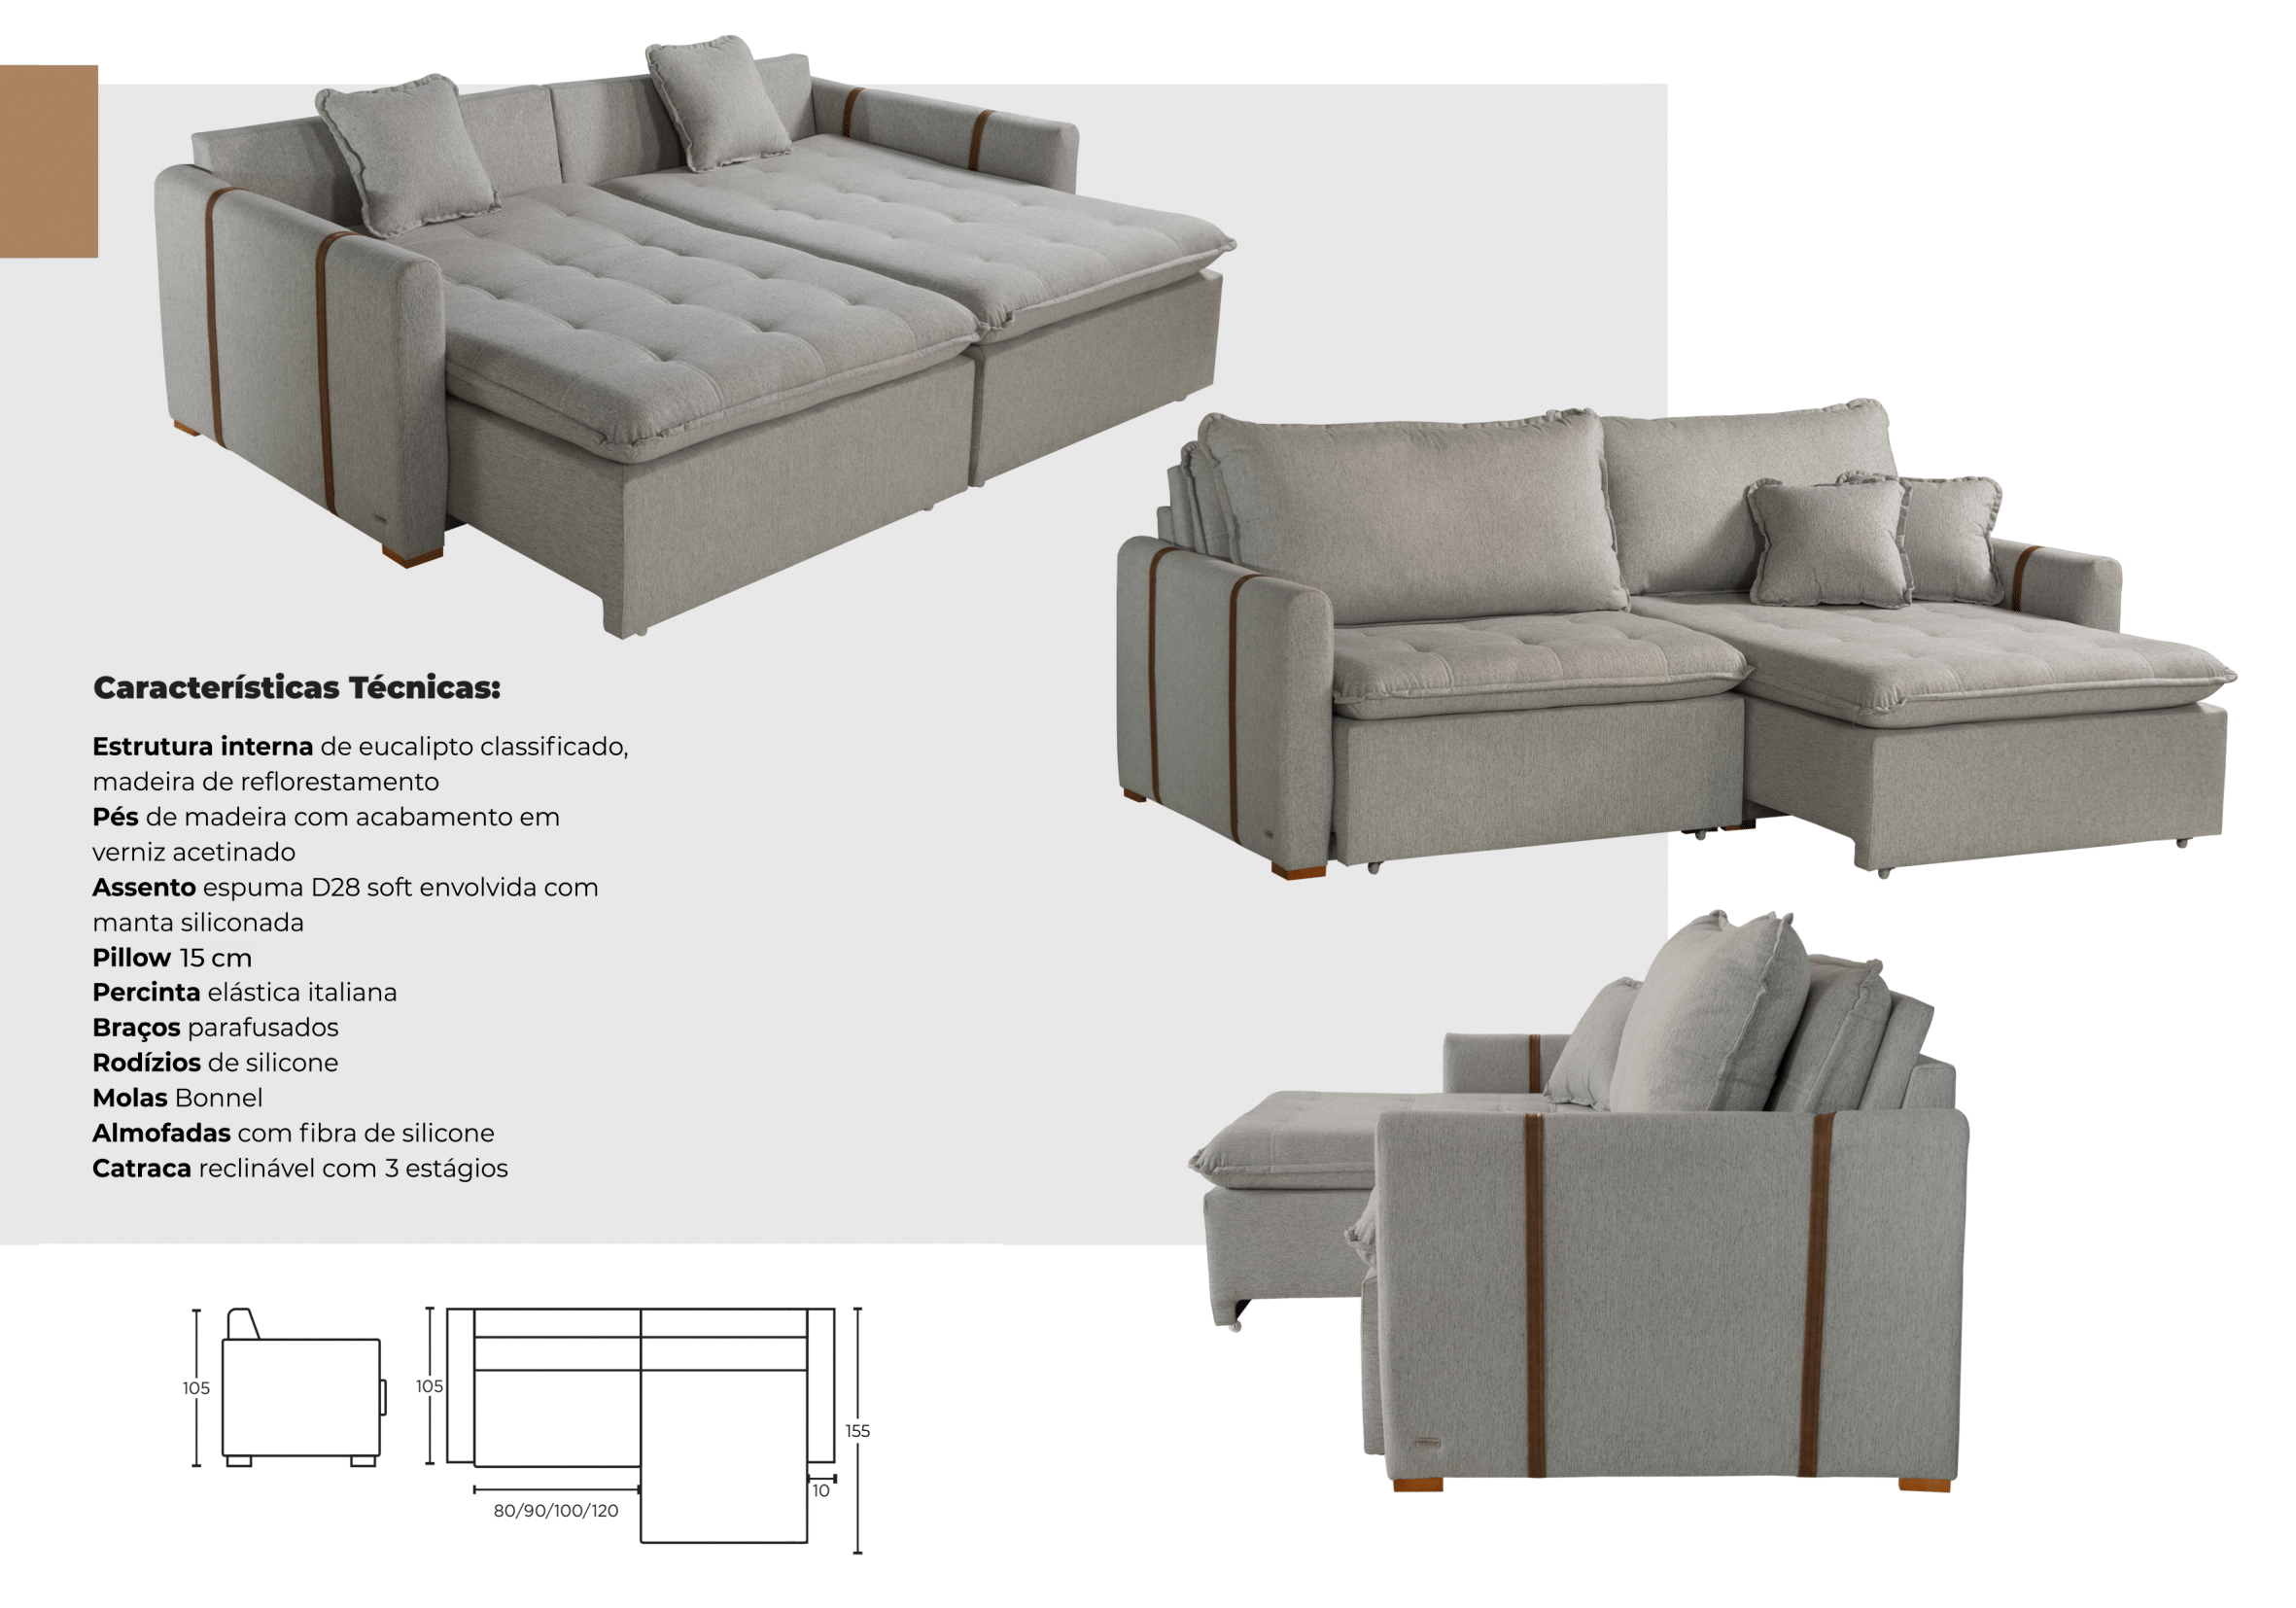 Características Técnicas:
Estrutura interna de eucalipto classificado,
madeira de reflorestamento
Pés de madeira com acabamento em
verniz acetinado
Assento espuma D28 soft envolvida com
manta siliconada
Pillow 15 cm
Percinta elástica italiana
Braços parafusados
Rodízios de silicone
Molas Bonnel
Almofadas com fibra de silicone
Catraca reclinável com 3 estágios
105
105
155
10
80/90/100/120